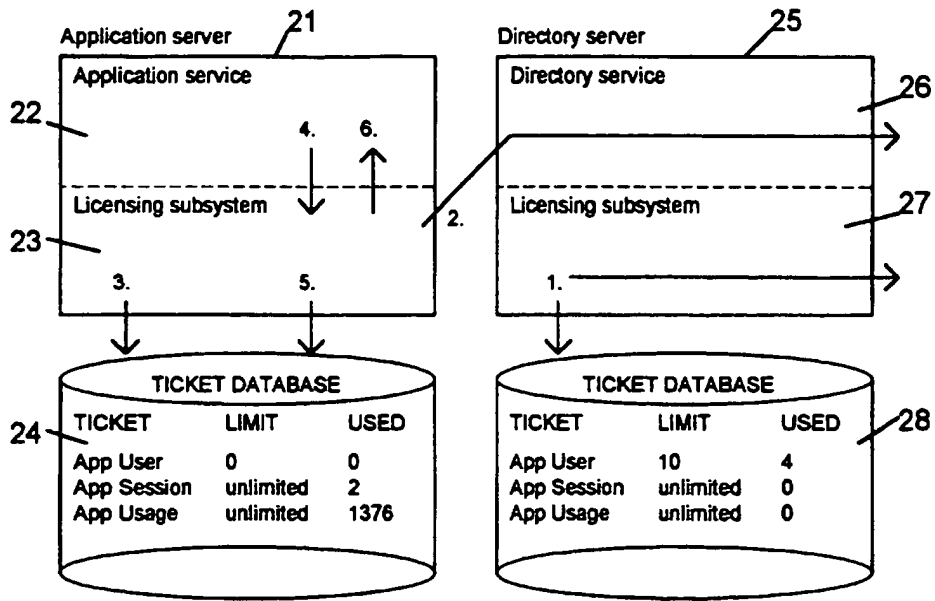 Application server 21
Application service
22
4. 6.
Licensing subsystem
2.
23
3. 5.
TICKET DATABASE
24
TICKET LIMIT USED
App User 0 0
App Session unlimited 2
App Usage unlimited 1376
Directory server 25
Directory service
26
Licensing subsystem
27
1.
TICKET DATABASE
TICKET LIMIT USED
28
App User 10 4
App Session unlimited 0
App Usage unlimited 0